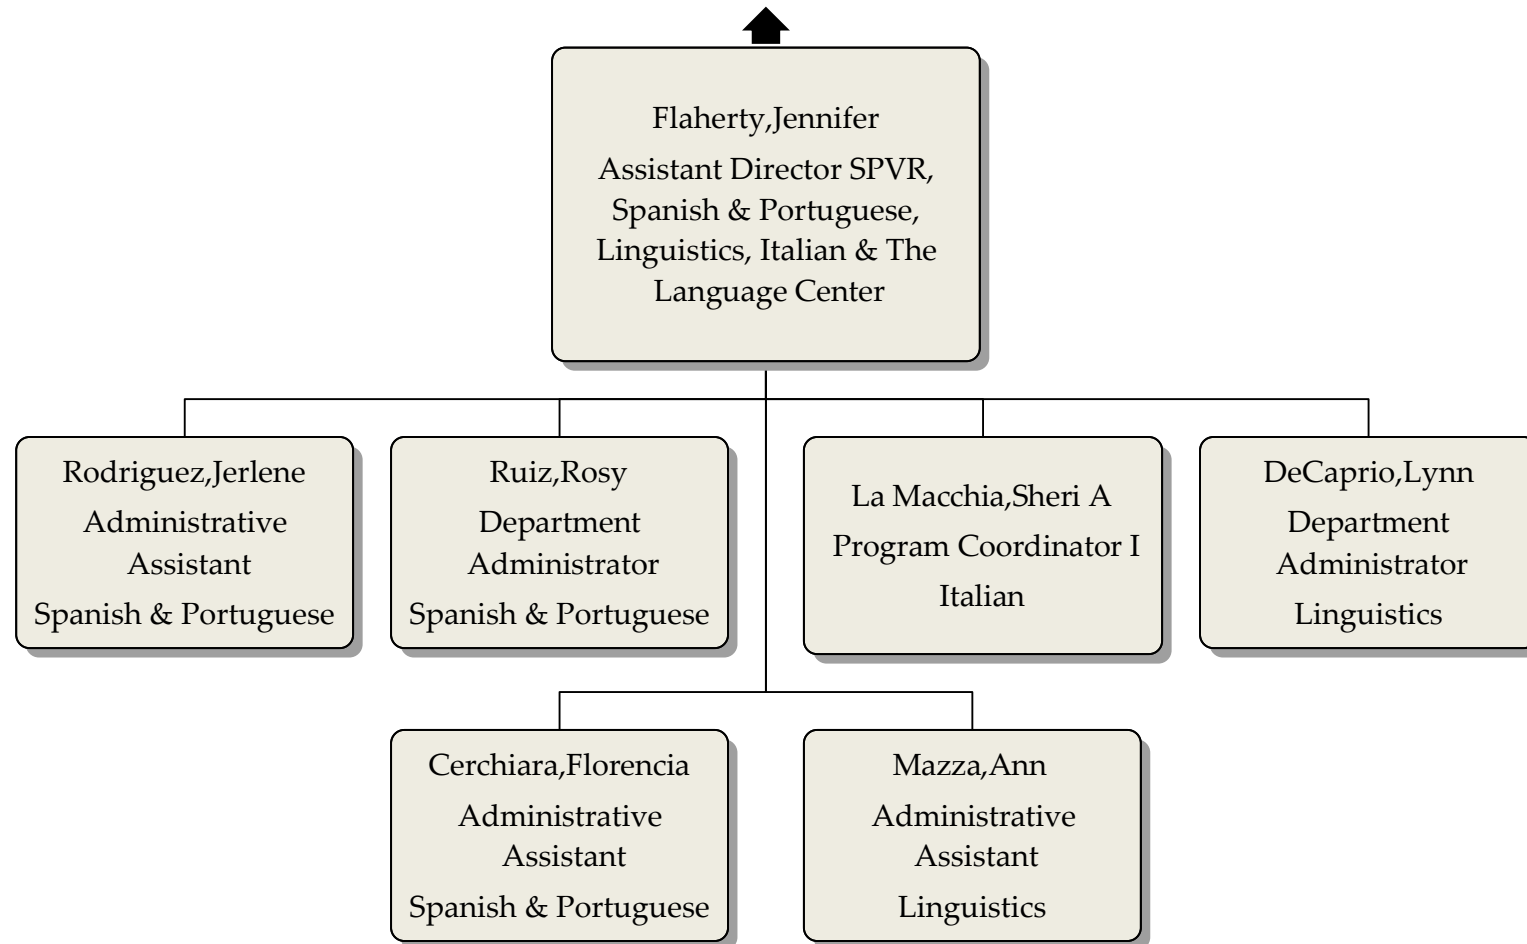 Flaherty,Jennifer
Assistant Director SPVR,
Spanish & Portuguese,
Linguistics, Italian & The
Language Center
Rodriguez,Jerlene
Administrative
Assistant
Spanish & Portuguese
Ruiz,Rosy
Department
Administrator
Spanish & Portuguese
La Macchia,Sheri A
Program Coordinator I
Italian
DeCaprio,Lynn
Department
Administrator
Linguistics
Cerchiara,Florencia
Administrative
Assistant
Spanish & Portuguese
Mazza,Ann
Administrative
Assistant
Linguistics